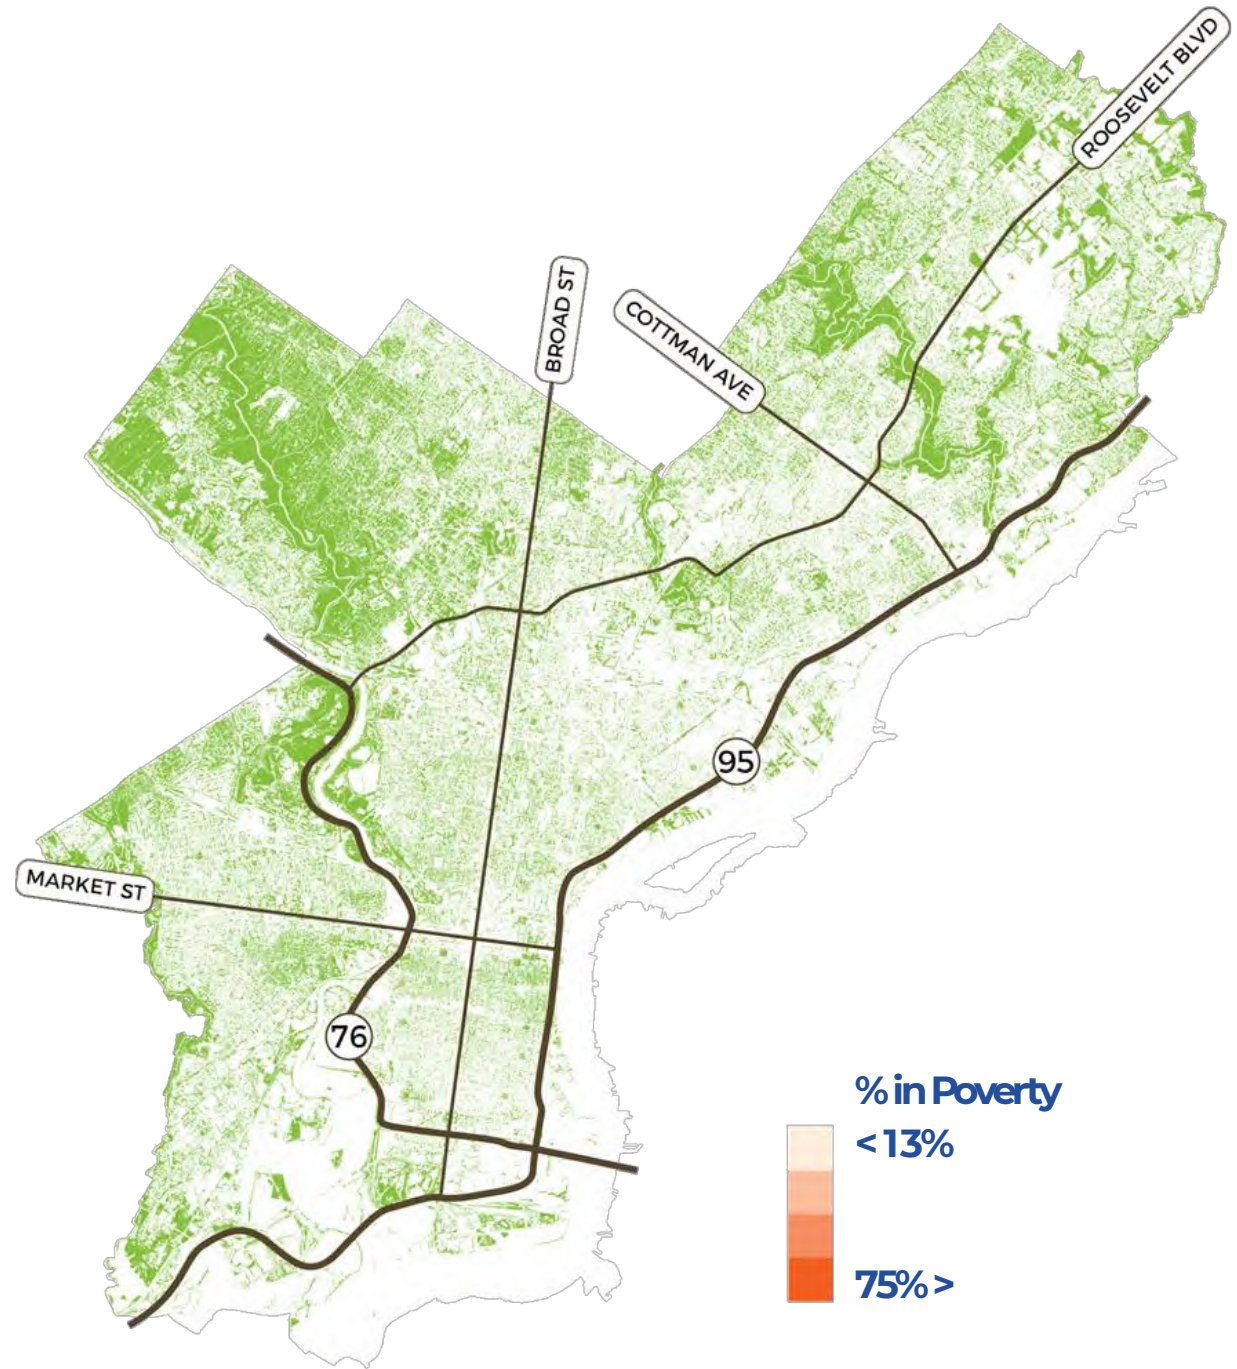 ROOSEVELT BLVD
BROAD ST
COTTMAN AVE
95
MARKET ST
76
% in Poverty
< 13%
75% >